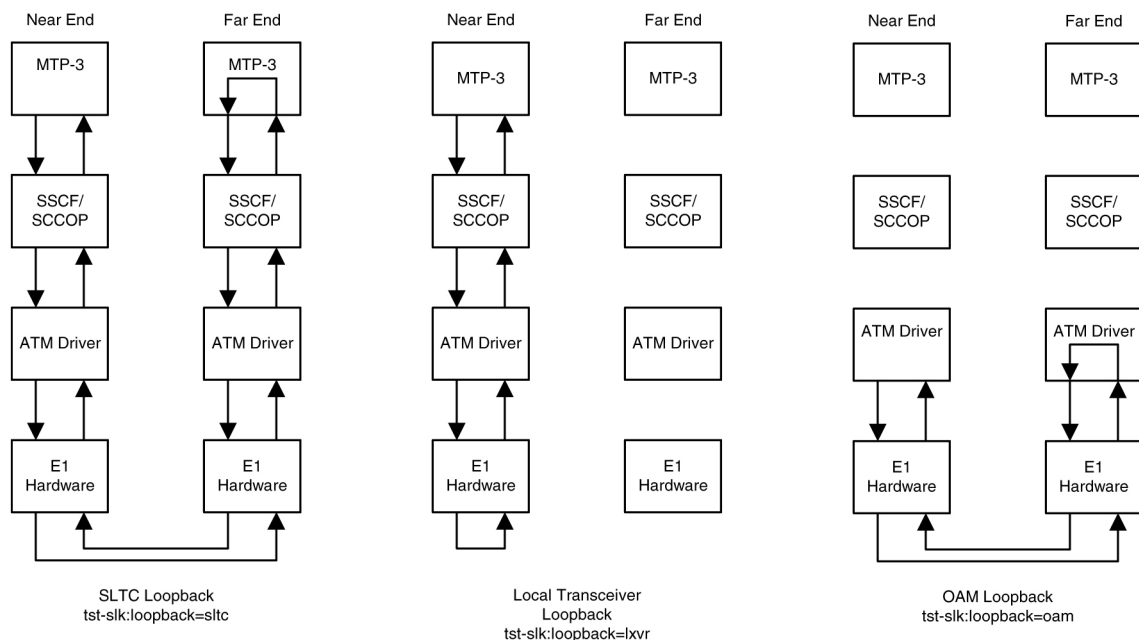 Near End
Far End
MTP-3
MTP-3
SSCF/
SCCOP
SSCF/
SCCOP
ATM Driver
ATM Driver
E1
Hardware
E1
Hardware
SLTC Loopback
tst-slk:loopback=sltc
Near End
Far End
MTP-3
MTP-3
SSCF/
SCCOP
SSCF/
SCCOP
ATM Driver
ATM Driver
E1
Hardware
E1
Hardware
Local Transceiver
Loopback
tst-slk:loopback=lxvr
Near End
Far End
MTP-3
MTP-3
SSCF/
SCCOP
SSCF/
SCCOP
ATM Driver
ATM Driver
E1
Hardware
E1
Hardware
OAM Loopback
tst-slk:loopback=oam